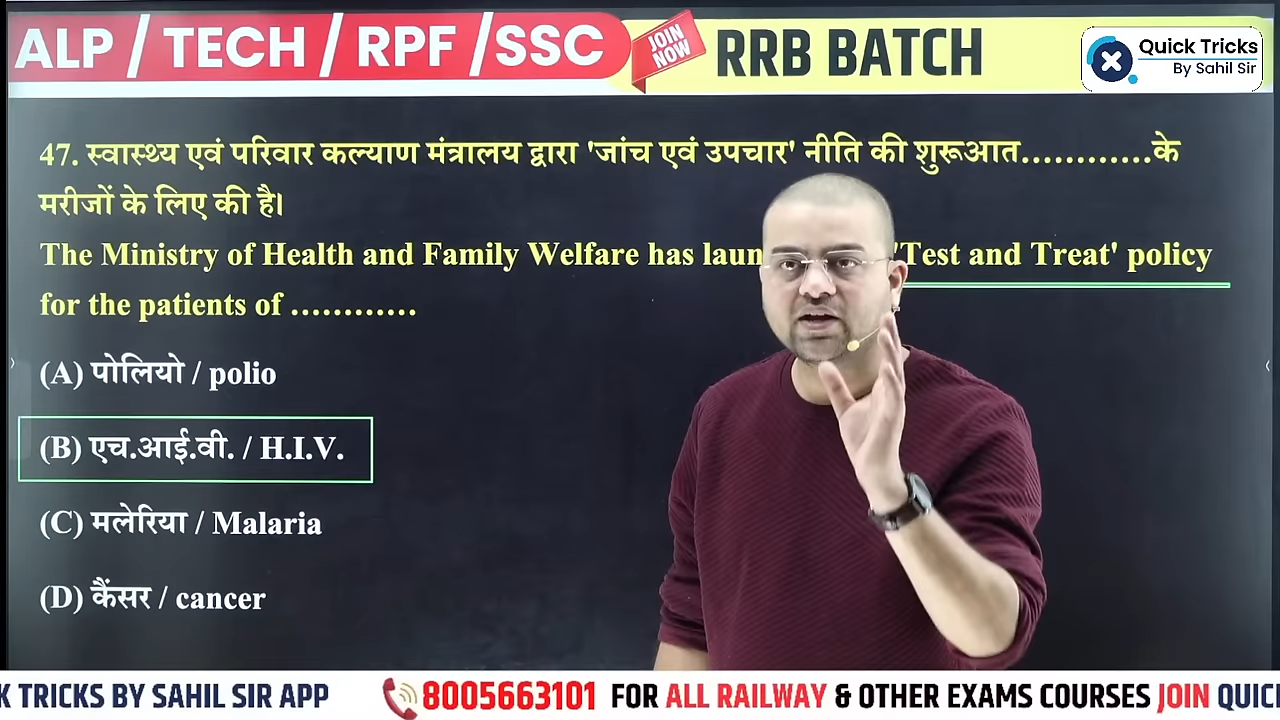 ALP / TECH / RPF / SSC
JOIN
NOW
RRB BATCH
Quick Tricks
By Sahil Sir
47. स्वास्थ्य एवं परिवार कल्याण मंत्रालय द्वारा 'जांच एवं उपचार' नीति की शुरूआत............के
मरीजों के लिए की है।
The Ministry of Health and Family Welfare has laun 'Test and Treat' policy
for the patients of ............
(A) पोलियो / polio
(B) एच.आई.वी. / H.I.V.
(C) मलेरिया / Malaria
(D) कैंसर / cancer
K TRICKS BY SAHIL SIR APP 8005663101 FOR ALL RAILWAY & OTHER EXAMS COURSES JOIN QUIC